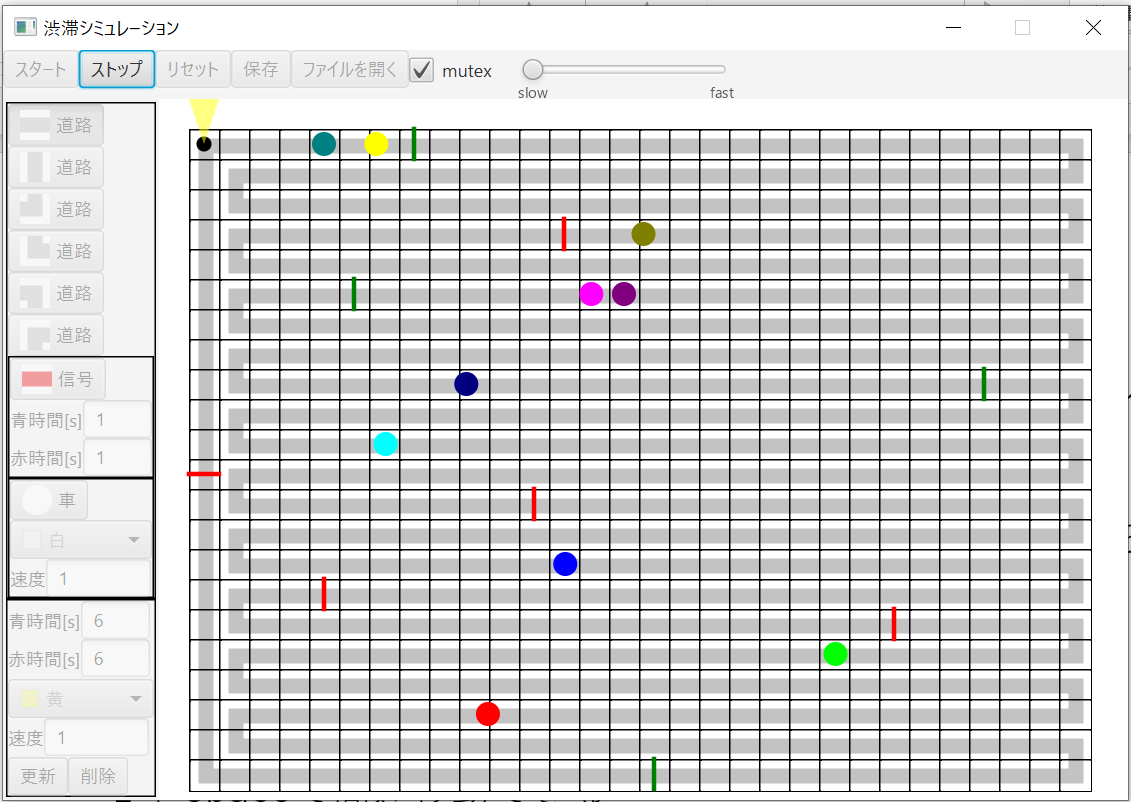 渋滞シミュレーション
スタート ストップ リセット 保存 ファイルを開く mutex
slow fast
道路
道路
道路
道路
道路
道路
信号
青時間[s] 1
赤時間[s] 1
車
白
速度 1
青時間[s] 6
赤時間[s] 6
黄
速度 1
更新 削除